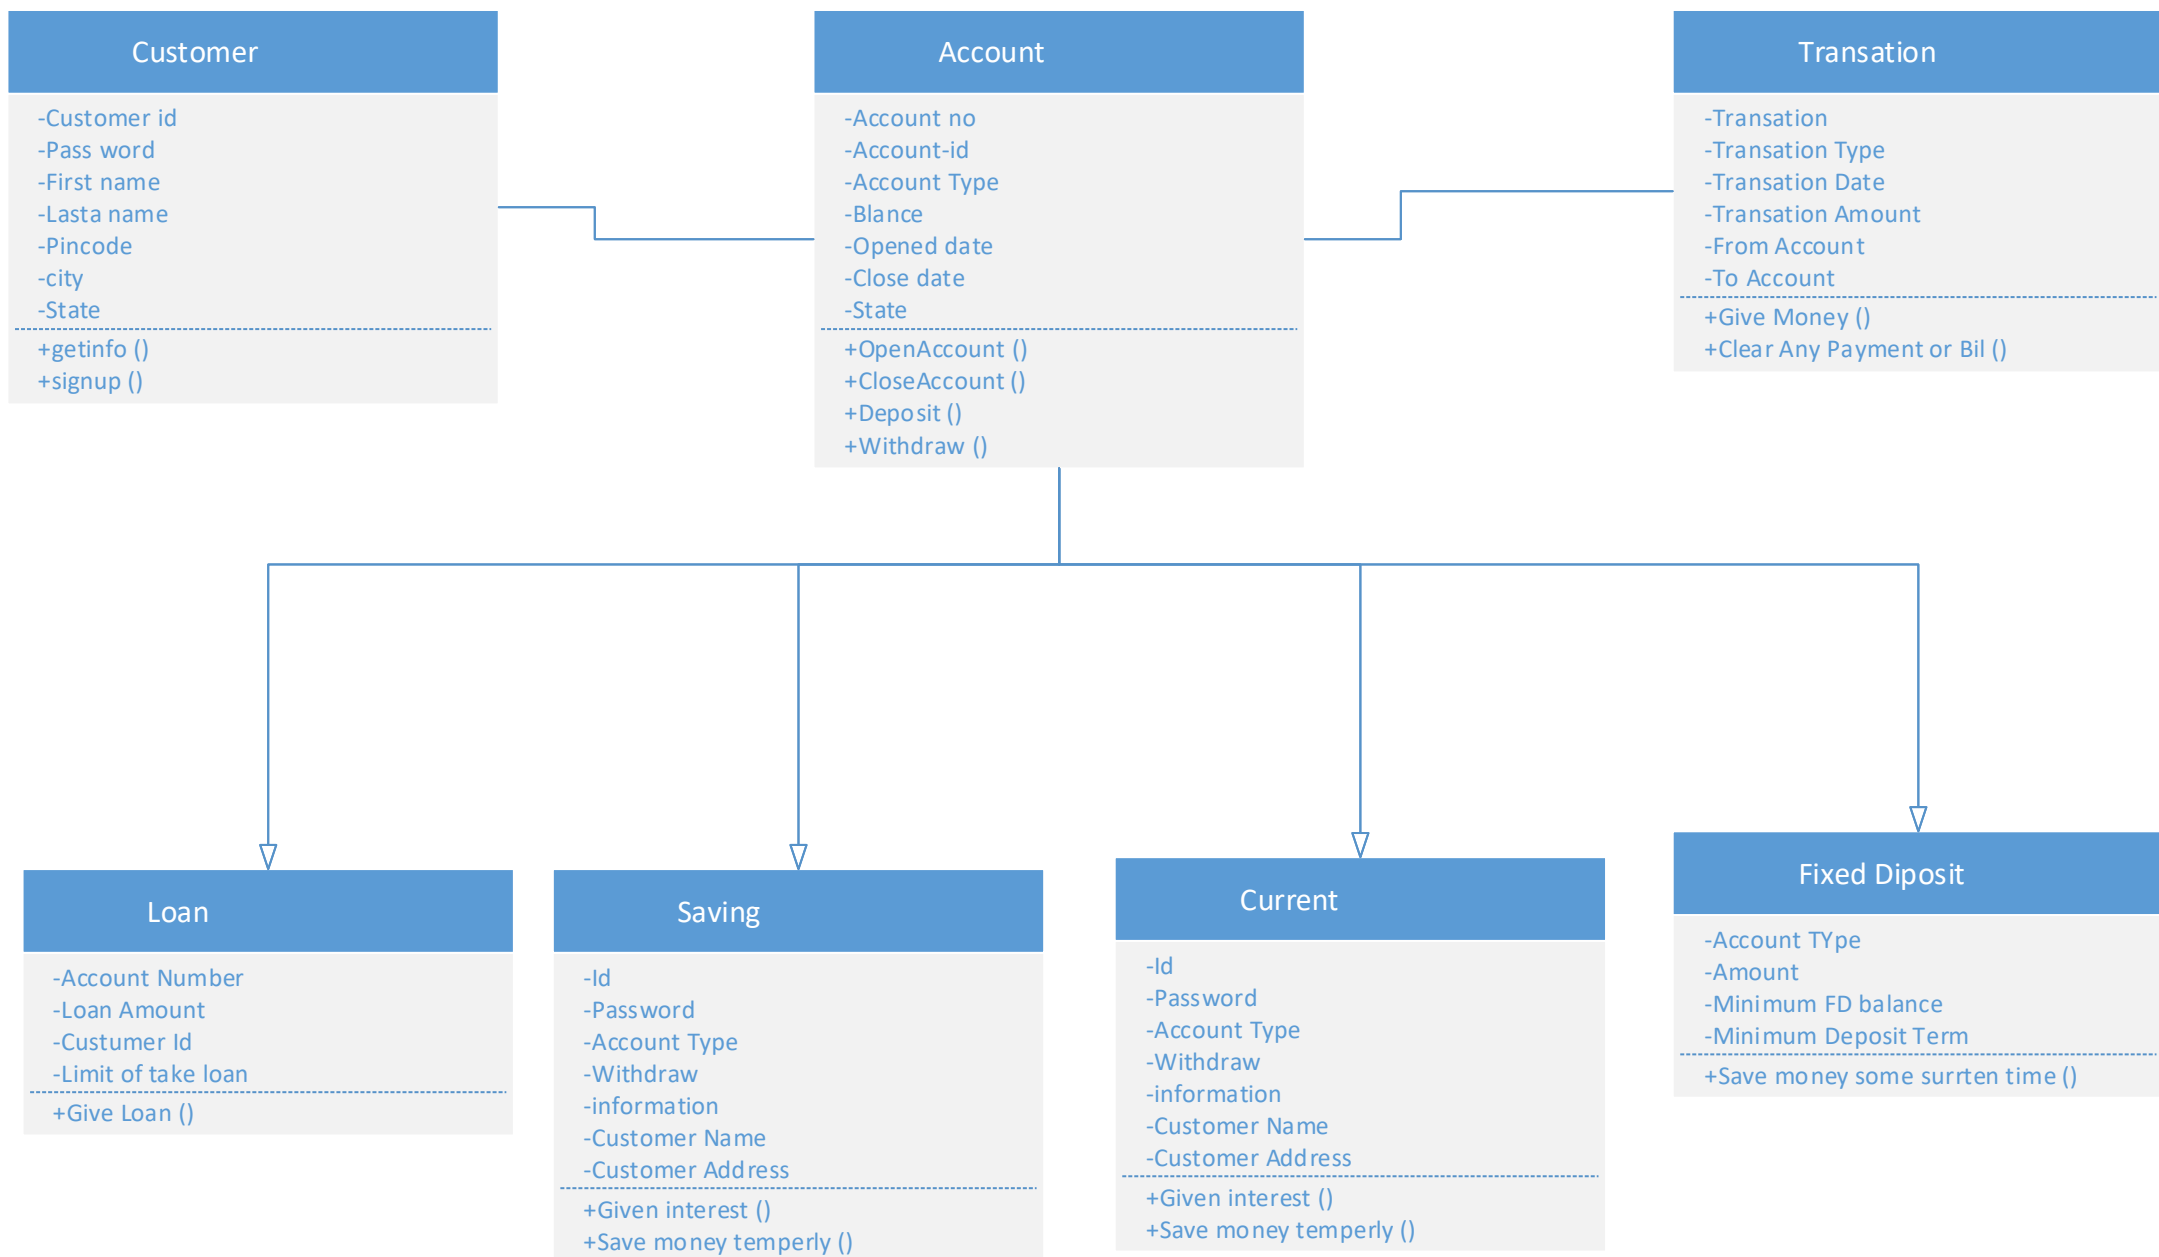 Customer
-Customer id
-Pass word
-First name
-Lasta name
-Pincode
-city
-State
+getinfo ()
+signup ()
Account
-Account no
-Account-id
-Account Type
-Blance
-Opened date
-Close date
-State
+OpenAccount ()
+CloseAccount ()
+Deposit ()
+Withdraw ()
Transation
-Transation
-Transation Type
-Transation Date
-Transation Amount
-From Account
-To Account
+Give Money ()
+Clear Any Payment or Bil ()
Loan
-Account Number
-Loan Amount
-Custumer Id
-Limit of take loan
+Give Loan ()
Saving
-Id
-Password
-Account Type
-Withdraw
-information
-Customer Name
-Customer Address
+Given interest ()
+Save money temperly ()
Current
-Id
-Password
-Account Type
-Withdraw
-information
-Customer Name
-Customer Address
+Given interest ()
+Save money temperly ()
Fixed Diposit
-Account TYpe
-Amount
-Minimum FD balance
-Minimum Deposit Term
+Save money some surrten time ()